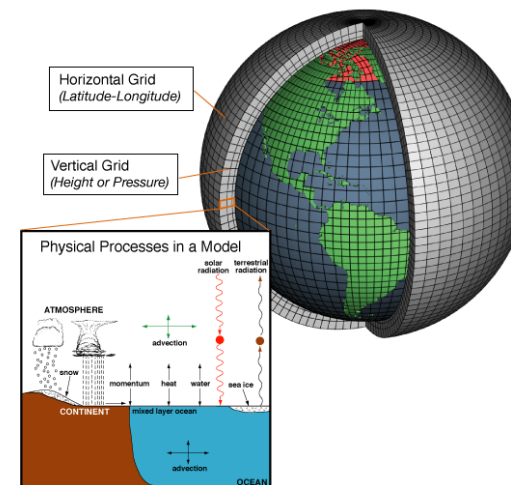 Horizontal Grid
(Latitude-Longitude)
Vertical Grid
(Height or Pressure)
Physical Processes in a Model
solar
radiation
terrestrial
radiation
ATMOSPHERE
advection
snow
momentum
heat
water
sea ice
CONTINENT
mixed layer ocean
advection
OCEAN